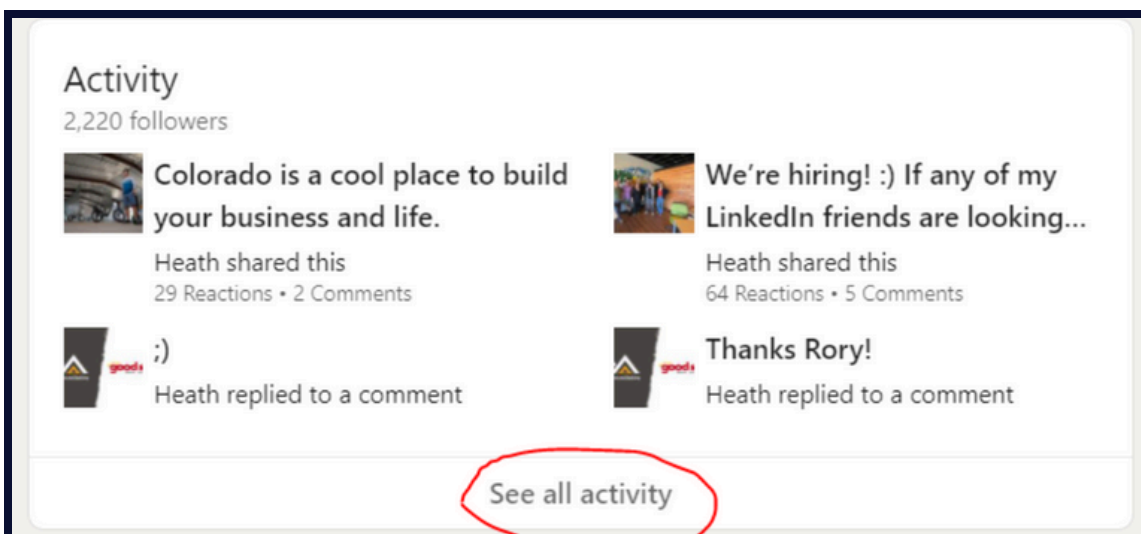 Activity
2,220 followers
Colorado is a cool place to build
your business and life.
Heath shared this
29 Reactions • 2 Comments
We're hiring! :) If any of my
LinkedIn friends are looking...
Heath shared this
64 Reactions • 5 Comments
;)
Heath replied to a comment
Thanks Rory!
Heath replied to a comment
See all activity